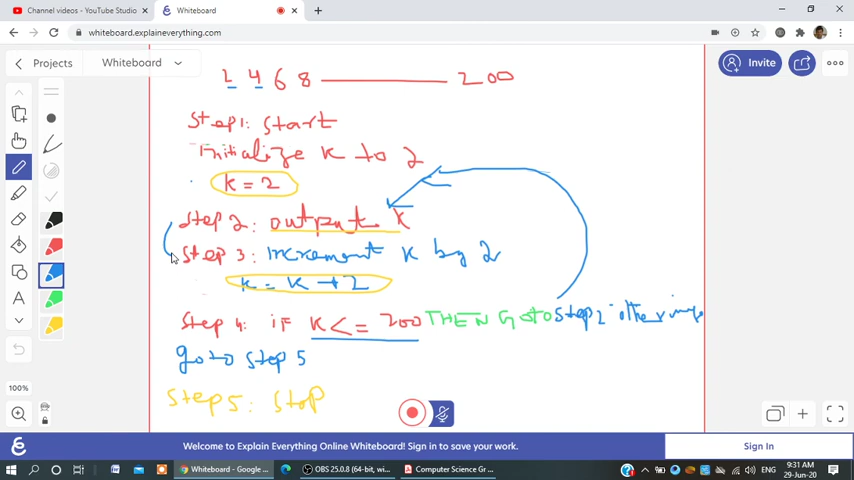 Channel videos - YouTube Studio
Whiteboard
whiteboard.explaineverything.com
Projects
Whiteboard
Invite
2 4 6 8 200
Step 1: Start
Initialize K to 2
K = 2
Step 2: output K
Step 3: increment K by 2
K = K + 2
Step 4: if K <= 200 THEN Goto Step 2 otherwise
goto step 5
Step 5: Stop
100%
Welcome to Explain Everything Online Whiteboard! Sign in to save your work.
Sign In
Whiteboard - Google ...
OBS 25.0.8 (64-bit, w...
Computer Science Gr ...
ENG
9:31 AM
29-Jun-20